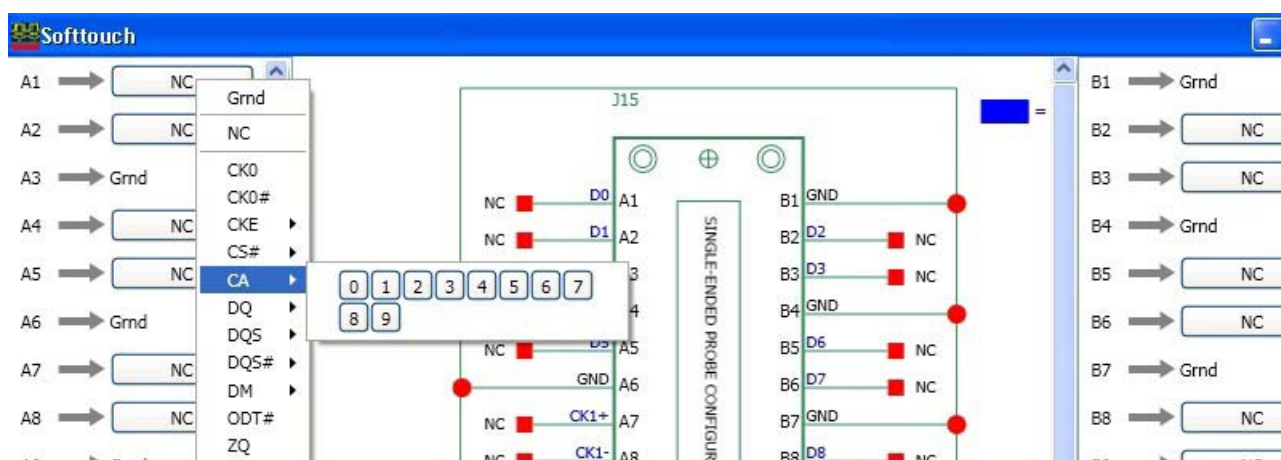 Softtouch
A1 NC
A2 NC
A3 Grnd
A4 NC
A5 NC
A6 Grnd
A7 NC
A8 NC
Grnd
NC
CK0
CK0#
CKE
CS#
CA
DQ
DQS
DQS#
DM
ODT#
ZQ
0 1 2 3 4 5 6 7
8 9
J15
=
NC D0 A1
NC D1 A2
3
4
NC D5 A5
GND A6
NC CK1+ A7
NC CK1- A8
SINGLE-ENDED PROBE CONFIGUR
B1 GND
B2 D2 NC
B3 D3 NC
B4 GND
B5 D6 NC
B6 D7 NC
B7 GND
B8 D8 NC
B1 Grnd
B2 NC
B3 NC
B4 Grnd
B5 NC
B6 NC
B7 Grnd
B8 NC